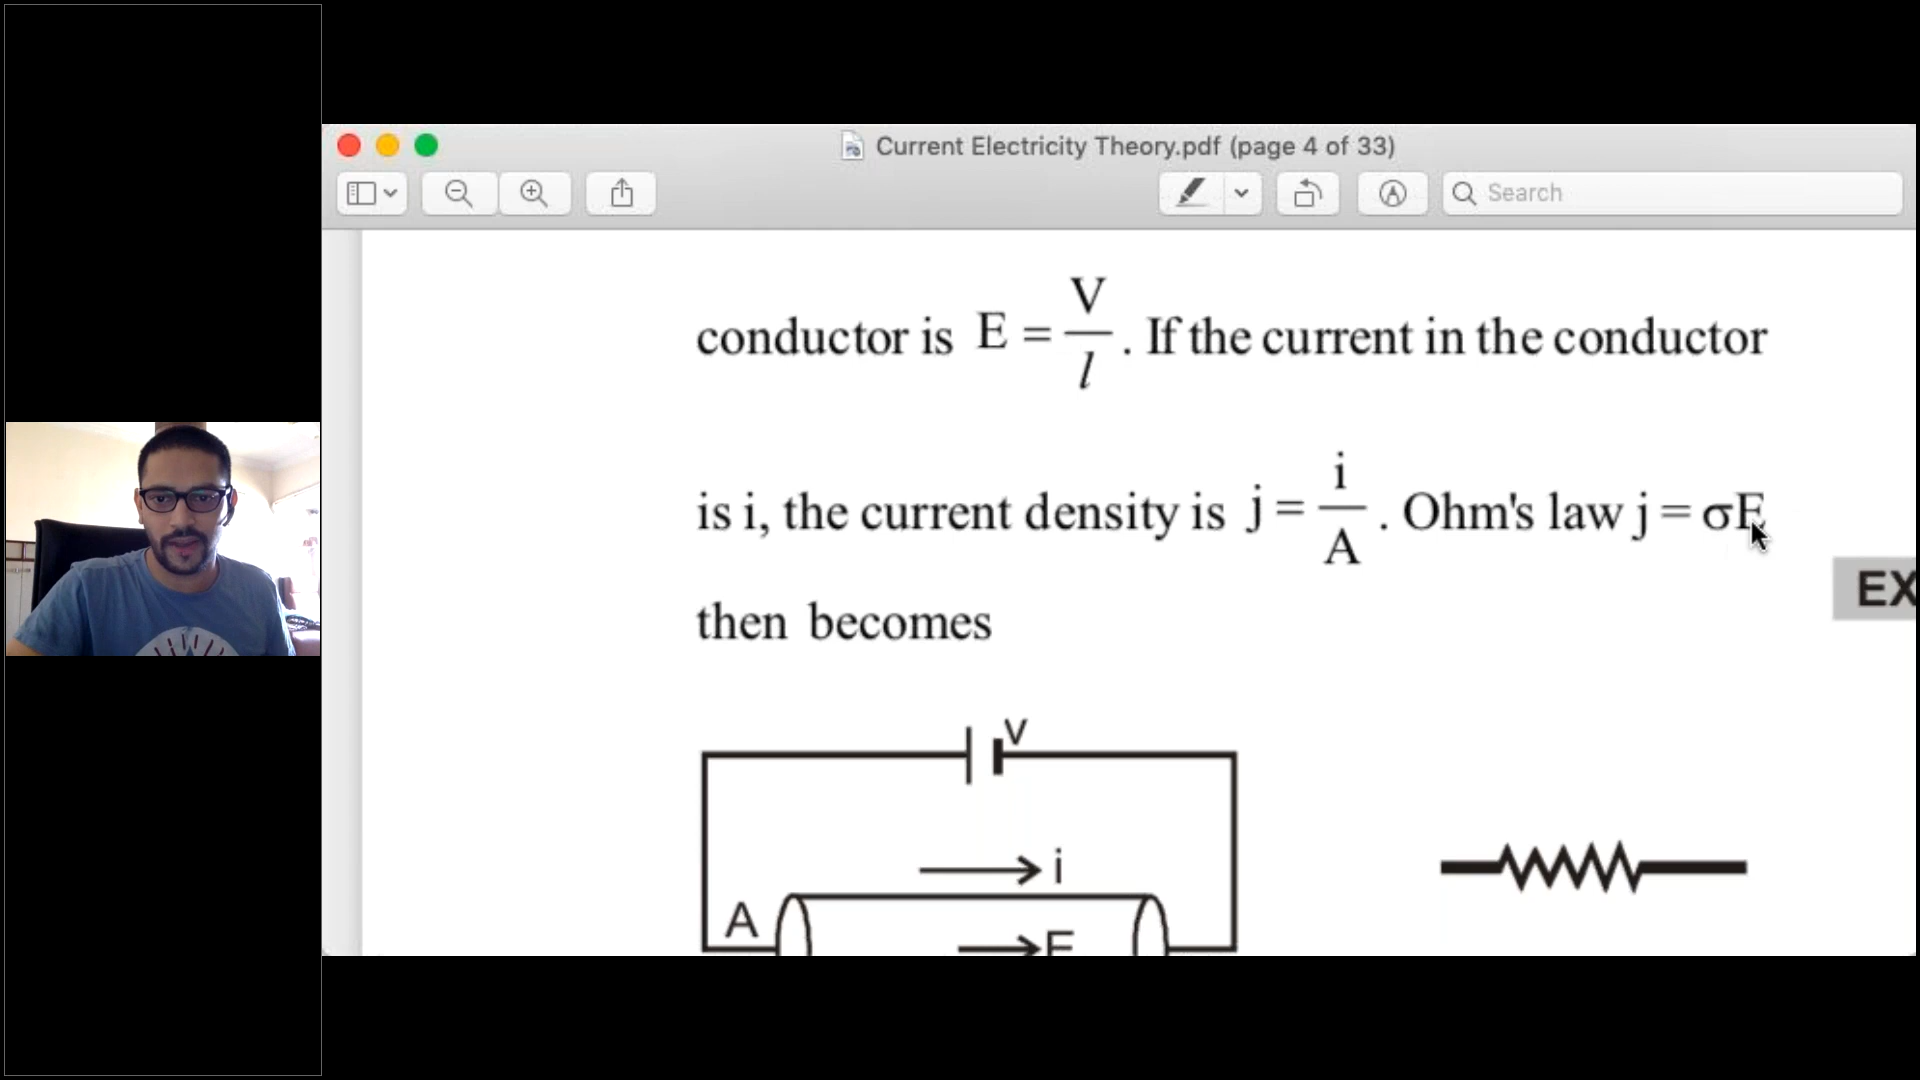 Current Electricity Theory.pdf (page 4 of 33)
Search
conductor is E = V/l . If the current in the conductor
is i, the current density is j = i/A . Ohm's law j = σE
EX
then becomes
V
i
A
E